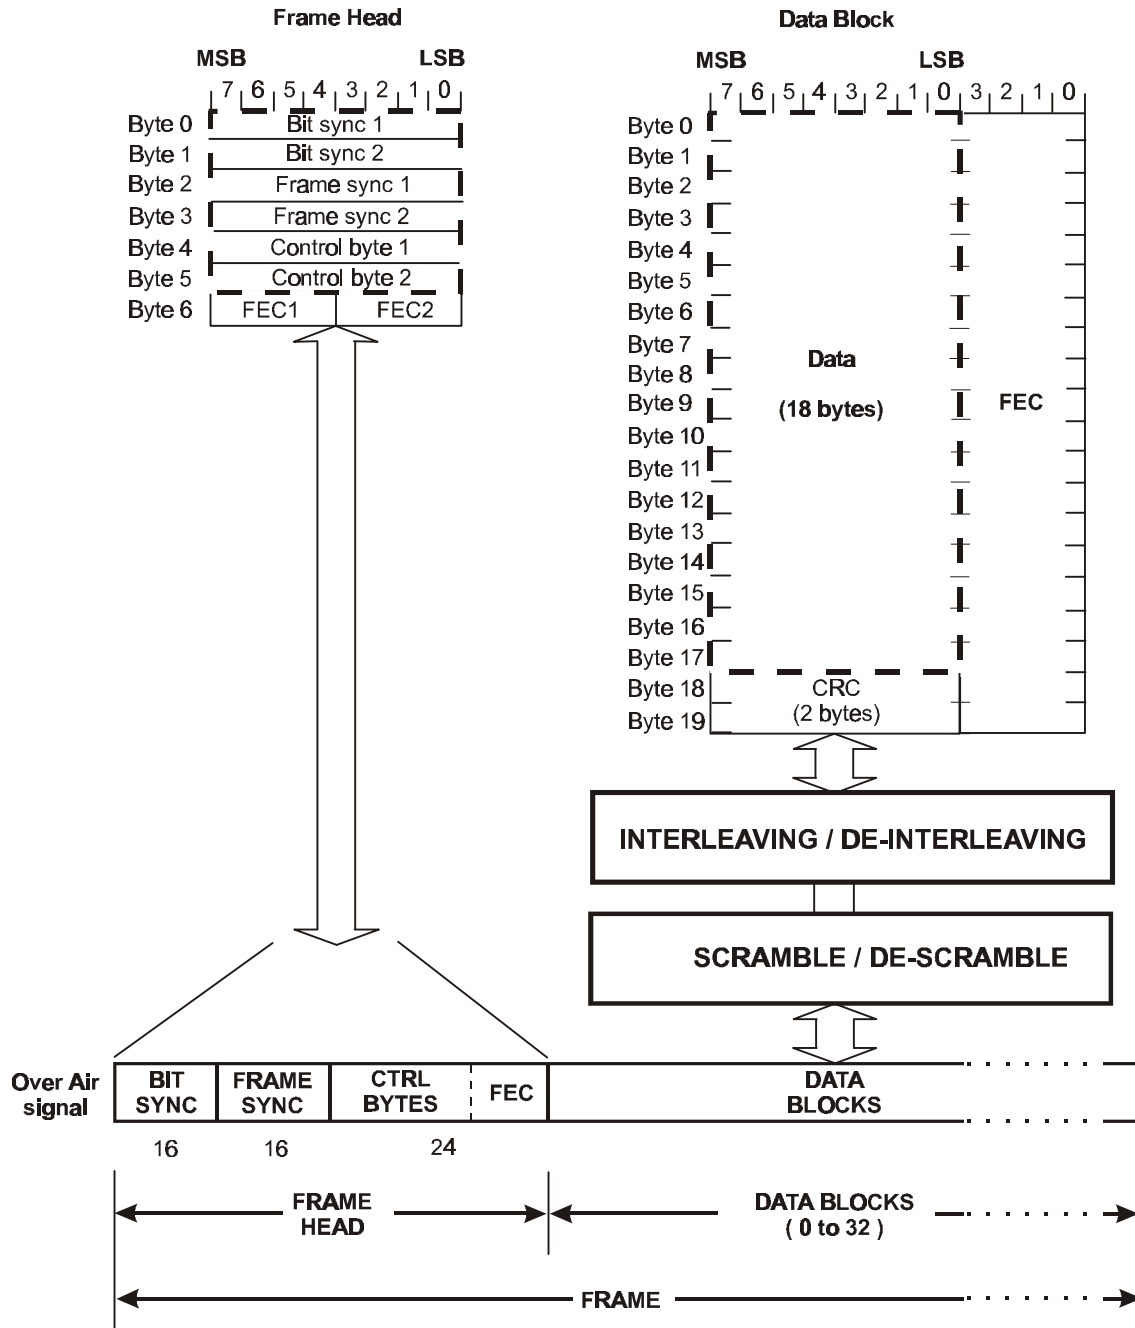 Frame Head
MSB LSB
7 6 5 4 3 2 1 0
Byte 0 Bit sync 1
Byte 1 Bit sync 2
Byte 2 Frame sync 1
Byte 3 Frame sync 2
Byte 4 Control byte 1
Byte 5 Control byte 2
Byte 6 FEC1 FEC2
Data Block
MSB LSB
7 6 5 4 3 2 1 0 3 2 1 0
Byte 0
Byte 1
Byte 2
Byte 3
Byte 4
Byte 5
Byte 6
Byte 7
Byte 8
Byte 9
Byte 10
Byte 11
Byte 12
Byte 13
Byte 14
Byte 15
Byte 16
Byte 17
Byte 18
Byte 19
Data
(18 bytes)
FEC
CRC
(2 bytes)
INTERLEAVING / DE-INTERLEAVING
SCRAMBLE / DE-SCRAMBLE
Over Air
signal
BIT
SYNC
FRAME
SYNC
CTRL
BYTES
FEC
DATA
BLOCKS
16 16 24
FRAME
HEAD
DATA BLOCKS
( 0 to 32 )
FRAME